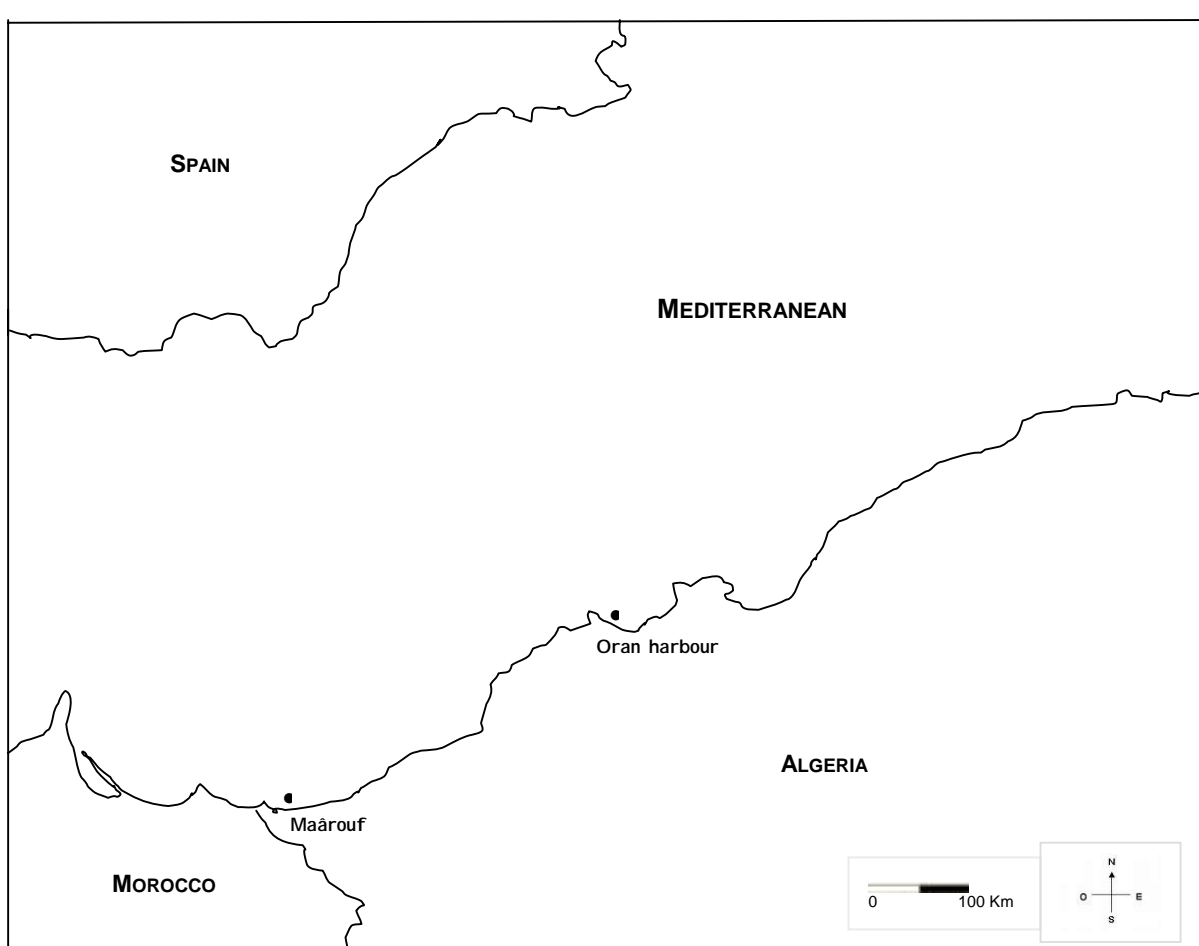 SPAIN
MEDITERRANEAN
Oran harbour
ALGERIA
Maârouf
MOROCCO
0 100 Km
N
O E
S